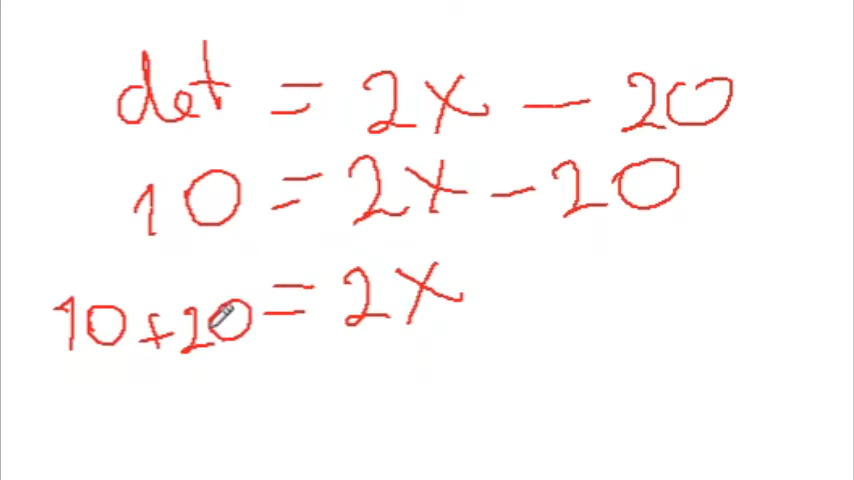 det = 2x - 20
10 = 2x - 20
10 + 20 = 2x